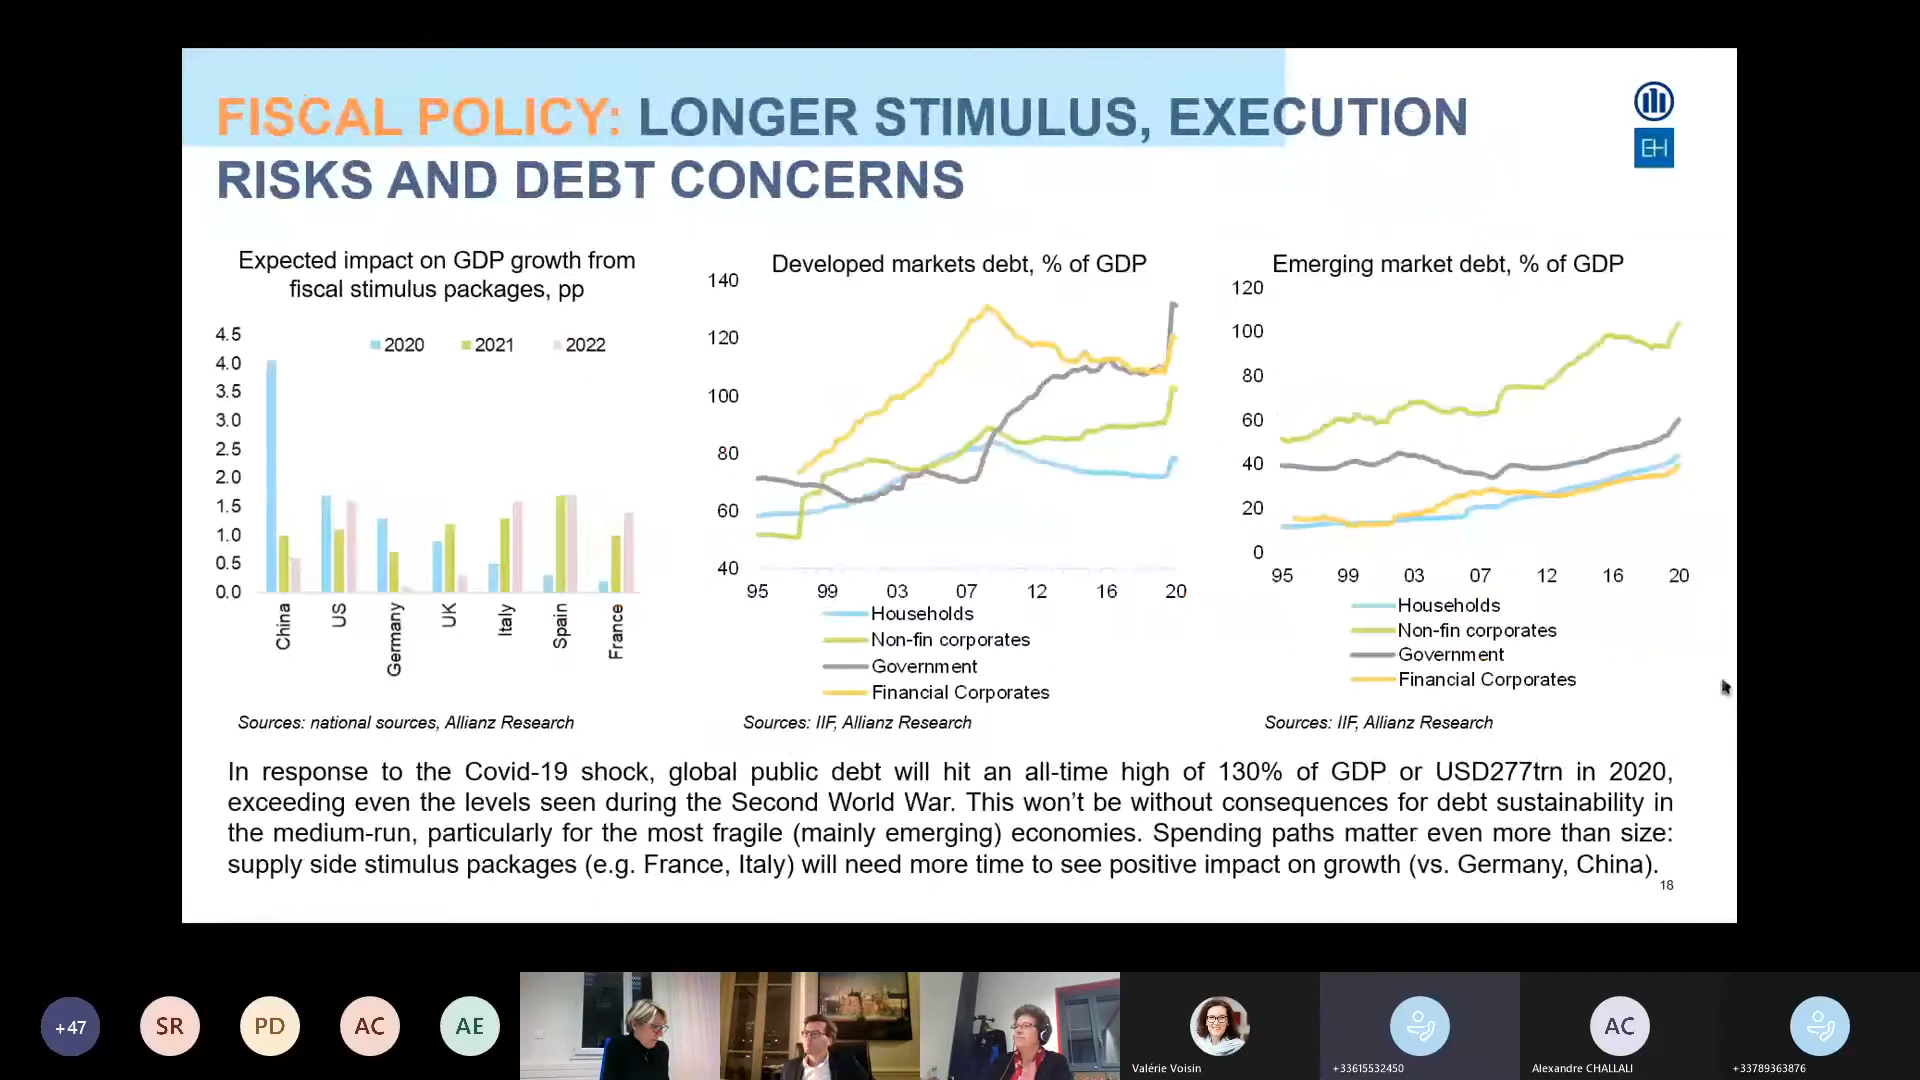 FISCAL POLICY: LONGER STIMULUS, EXECUTION
RISKS AND DEBT CONCERNS
EH
Expected impact on GDP growth from
fiscal stimulus packages, pp
4.5
4.0
3.5
3.0
2.5
2.0
1.5
1.0
0.5
0.0
2020 2021 2022
China US Germany UK Italy Spain France
Sources: national sources, Allianz Research
Developed markets debt, % of GDP
140
120
100
80
60
40
95 99 03 07 12 16 20
Households
Non-fin corporates
Government
Financial Corporates
Sources: IIF, Allianz Research
Emerging market debt, % of GDP
120
100
80
60
40
20
0
95 99 03 07 12 16 20
Households
Non-fin corporates
Government
Financial Corporates
Sources: IIF, Allianz Research
In response to the Covid-19 shock, global public debt will hit an all-time high of 130% of GDP or USD277trn in 2020,
exceeding even the levels seen during the Second World War. This won't be without consequences for debt sustainability in
the medium-run, particularly for the most fragile (mainly emerging) economies. Spending paths matter even more than size:
supply side stimulus packages (e.g. France, Italy) will need more time to see positive impact on growth (vs. Germany, China).
18
+47 SR PD AC AE AC
Valérie Voisin +33615532450 Alexandre CHALLALI +33789363876